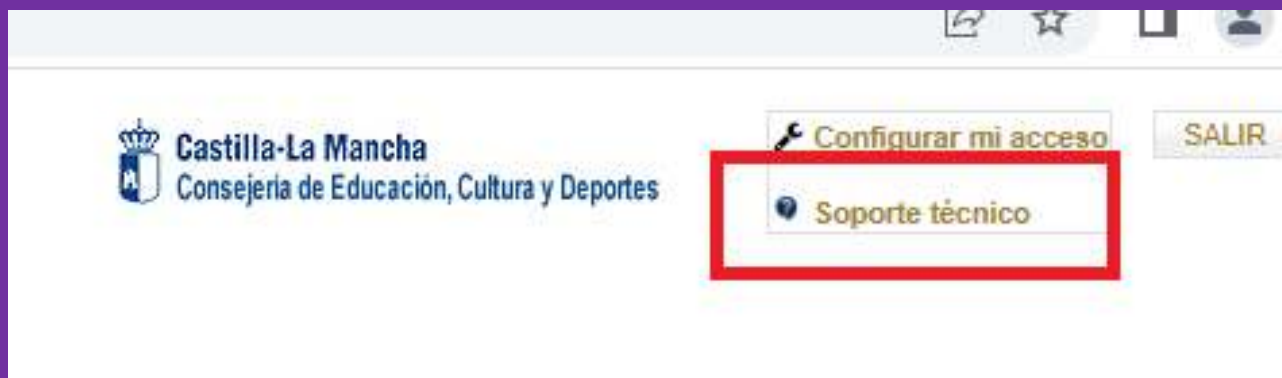 Castilla-La Mancha
Consejería de Educación, Cultura y Deportes
Configurar mi acceso
SALIR
Soporte técnico